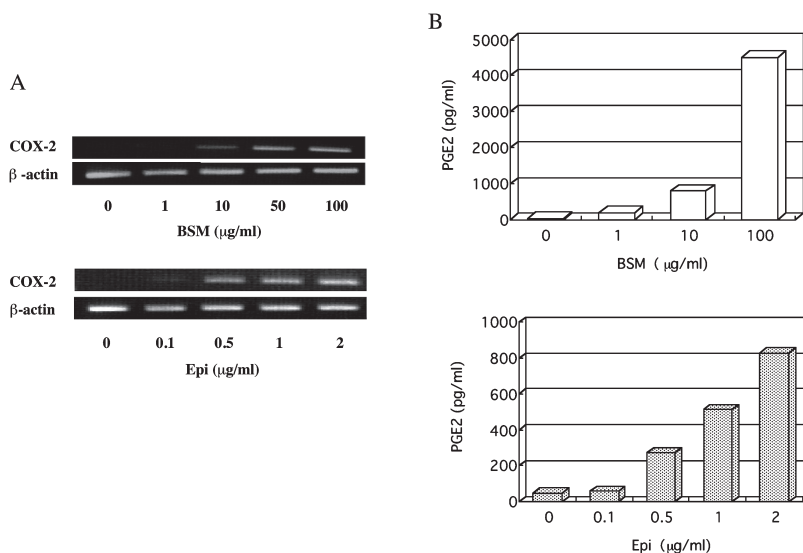 A
COX-2
β -actin
0 1 10 50 100
BSM (μg/ml)
COX-2
β-actin
0 0.1 0.5 1 2
Epi (μg/ml)
B
5000
4000
3000
2000
1000
0
PGE2 (pg/ml)
0 1 10 100
BSM ( μg/ml)
1000
800
600
400
200
0
PGE2 (pg/ml)
0 0.1 0.5 1 2
Epi (μg/ml)